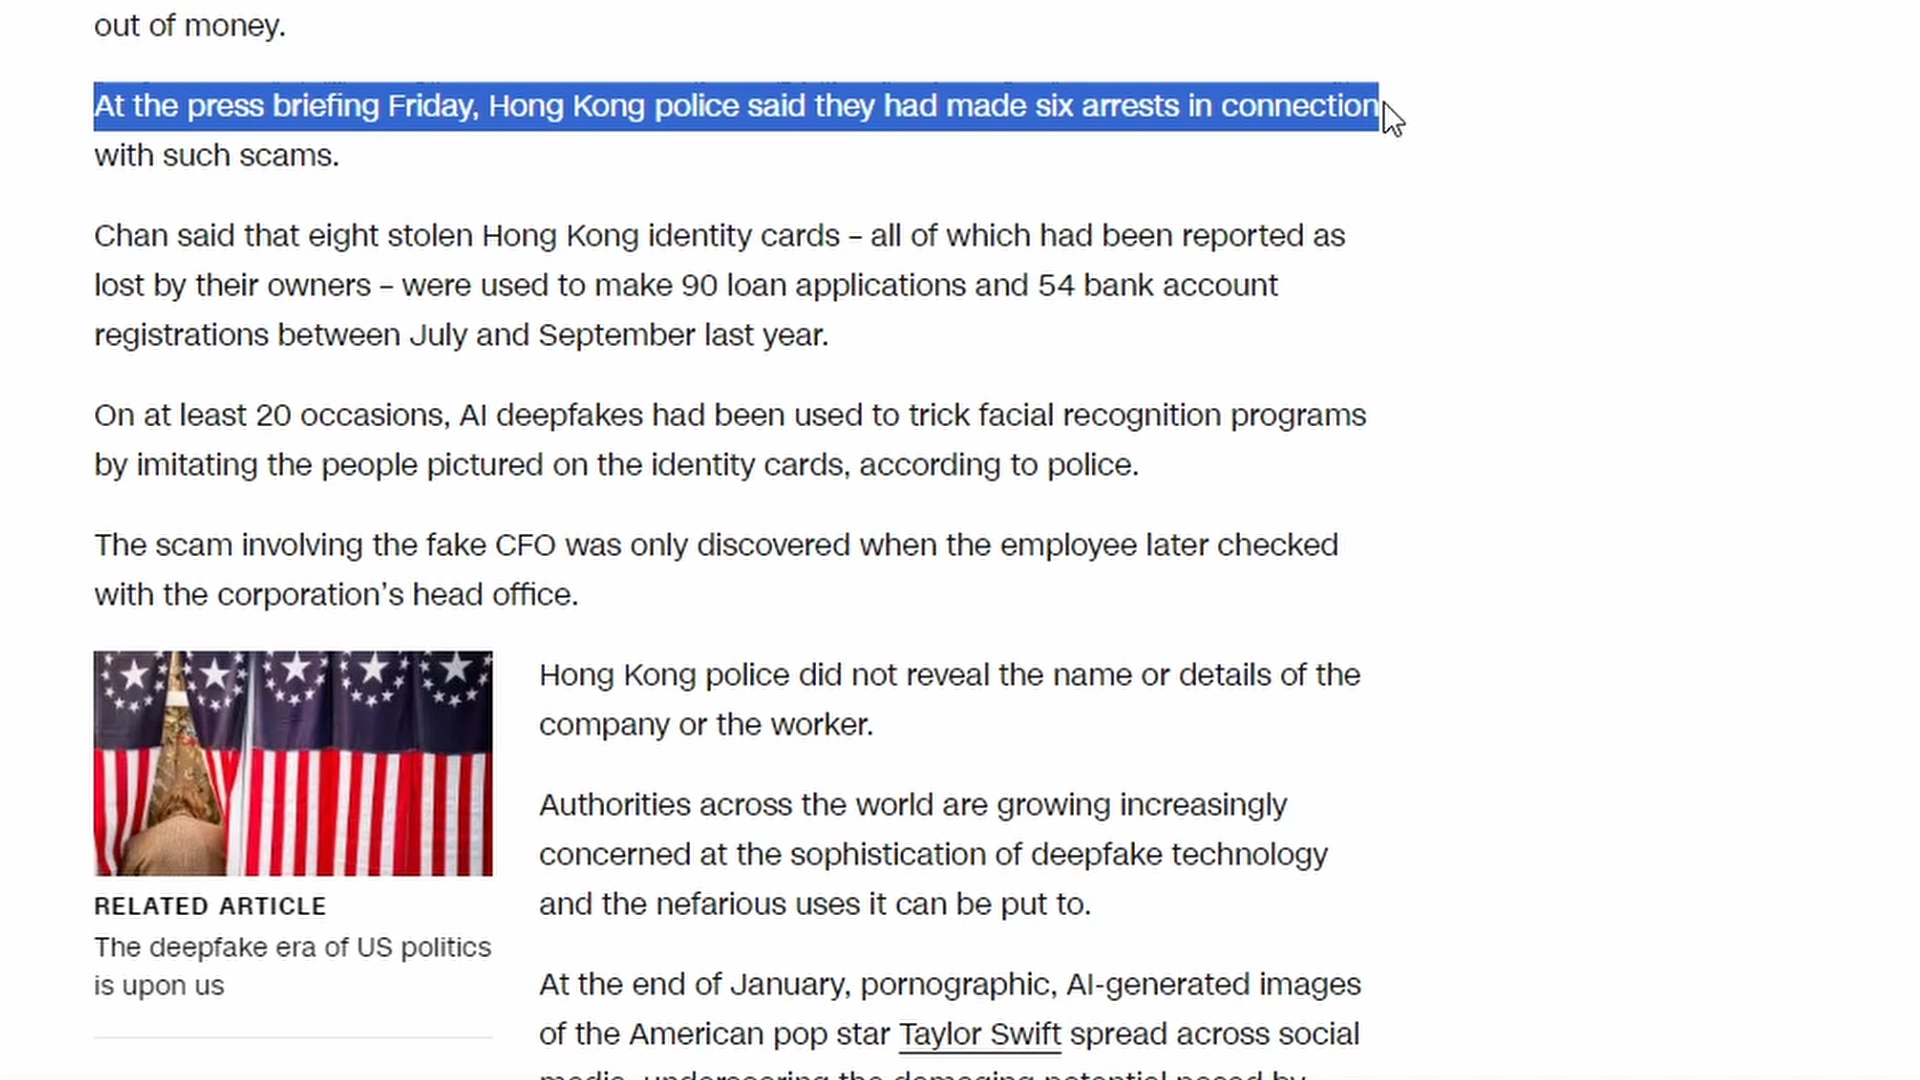 out of money.
At the press briefing Friday, Hong Kong police said they had made six arrests in connection
with such scams.
Chan said that eight stolen Hong Kong identity cards – all of which had been reported as
lost by their owners – were used to make 90 loan applications and 54 bank account
registrations between July and September last year.
On at least 20 occasions, AI deepfakes had been used to trick facial recognition programs
by imitating the people pictured on the identity cards, according to police.
The scam involving the fake CFO was only discovered when the employee later checked
with the corporation’s head office.
RELATED ARTICLE
The deepfake era of US politics
is upon us
Hong Kong police did not reveal the name or details of the
company or the worker.
Authorities across the world are growing increasingly
concerned at the sophistication of deepfake technology
and the nefarious uses it can be put to.
At the end of January, pornographic, AI-generated images
of the American pop star Taylor Swift spread across social
media, underscoring the damaging potential posed by